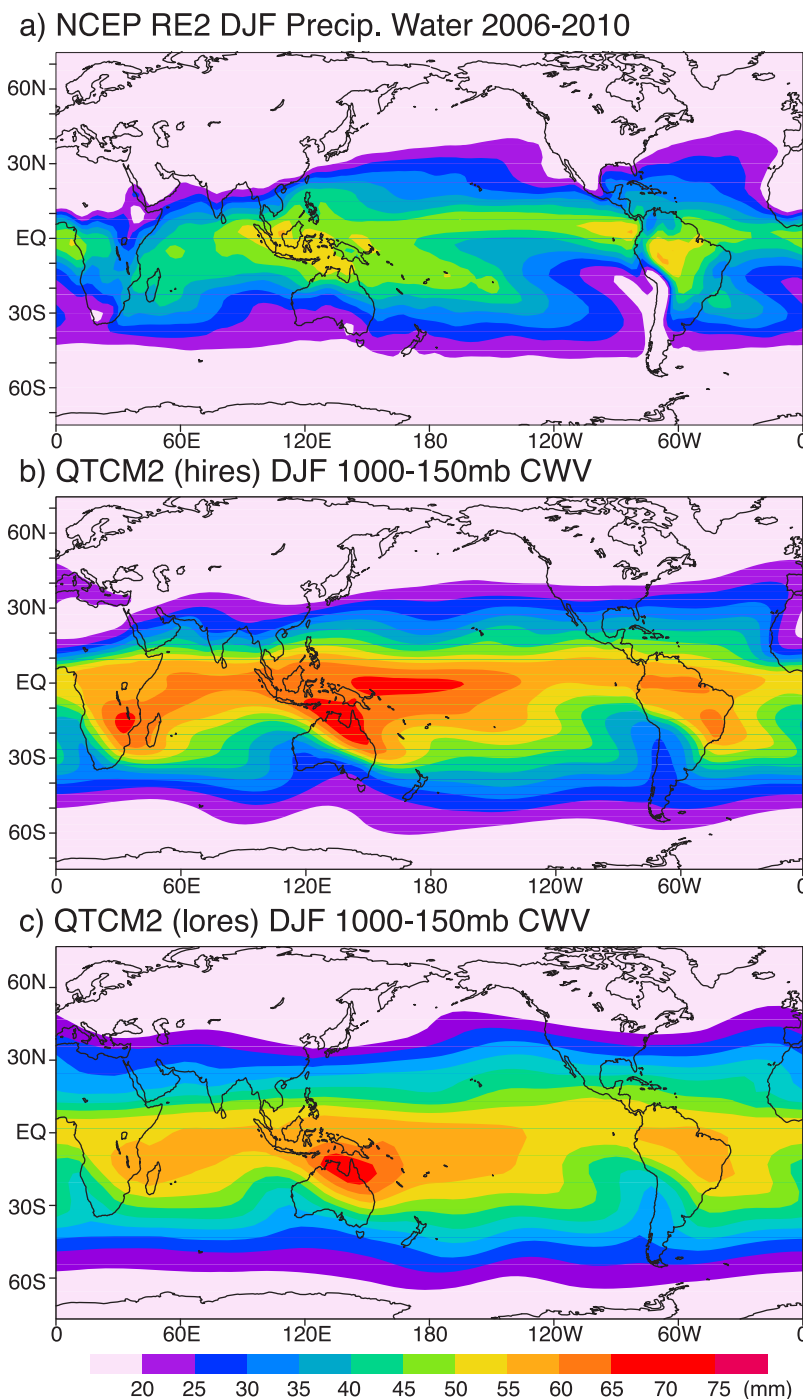 a) NCEP RE2 DJF Precip. Water 2006-2010
60N
30N
EQ
30S
60S
0 60E 120E 180 120W 60W 0
b) QTCM2 (hires) DJF 1000-150mb CWV
60N
30N
EQ
30S
60S
0 60E 120E 180 120W 60W 0
c) QTCM2 (lores) DJF 1000-150mb CWV
60N
30N
EQ
30S
60S
0 60E 120E 180 120W 60W 0
20 25 30 35 40 45 50 55 60 65 70 75 (mm)